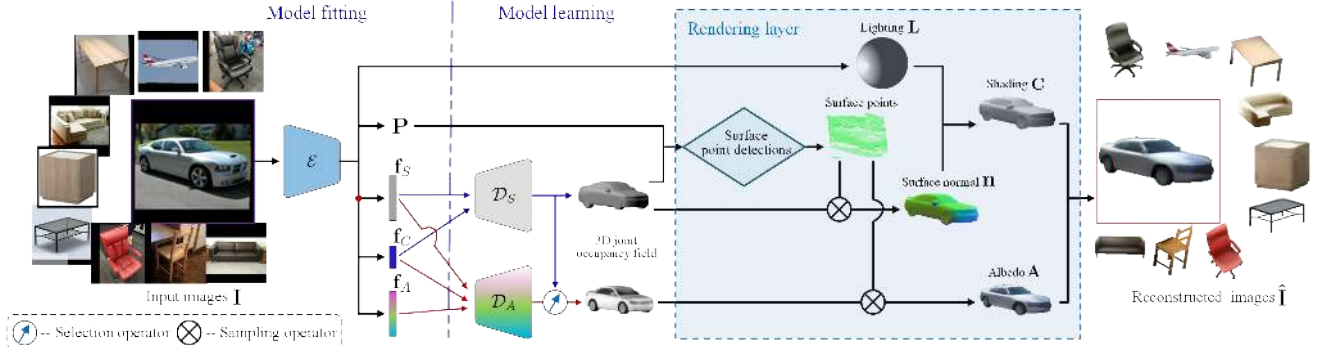 Model fitting
Model learning
Rendering layer
Lighting L
Shading C
Surface points
P
Surface
point detections
ε
f_S
D_S
Surface normal n
f_C
3D joint
occupancy field
f_A
D_A
Albedo A
Input images I
Reconstructed images Î
-- Selection operator
-- Sampling operator